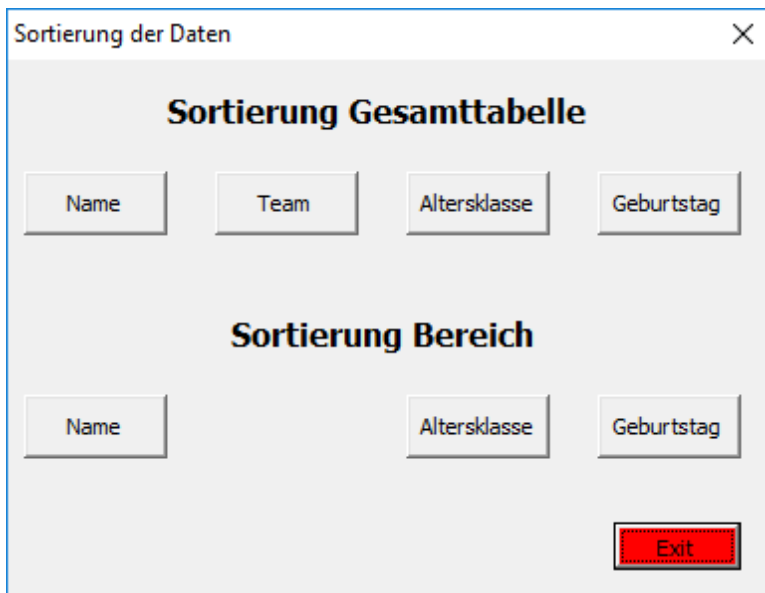 Sortierung der Daten
Sortierung Gesamttabelle
Name Team Altersklasse Geburtstag
Sortierung Bereich
Name Altersklasse Geburtstag
Exit